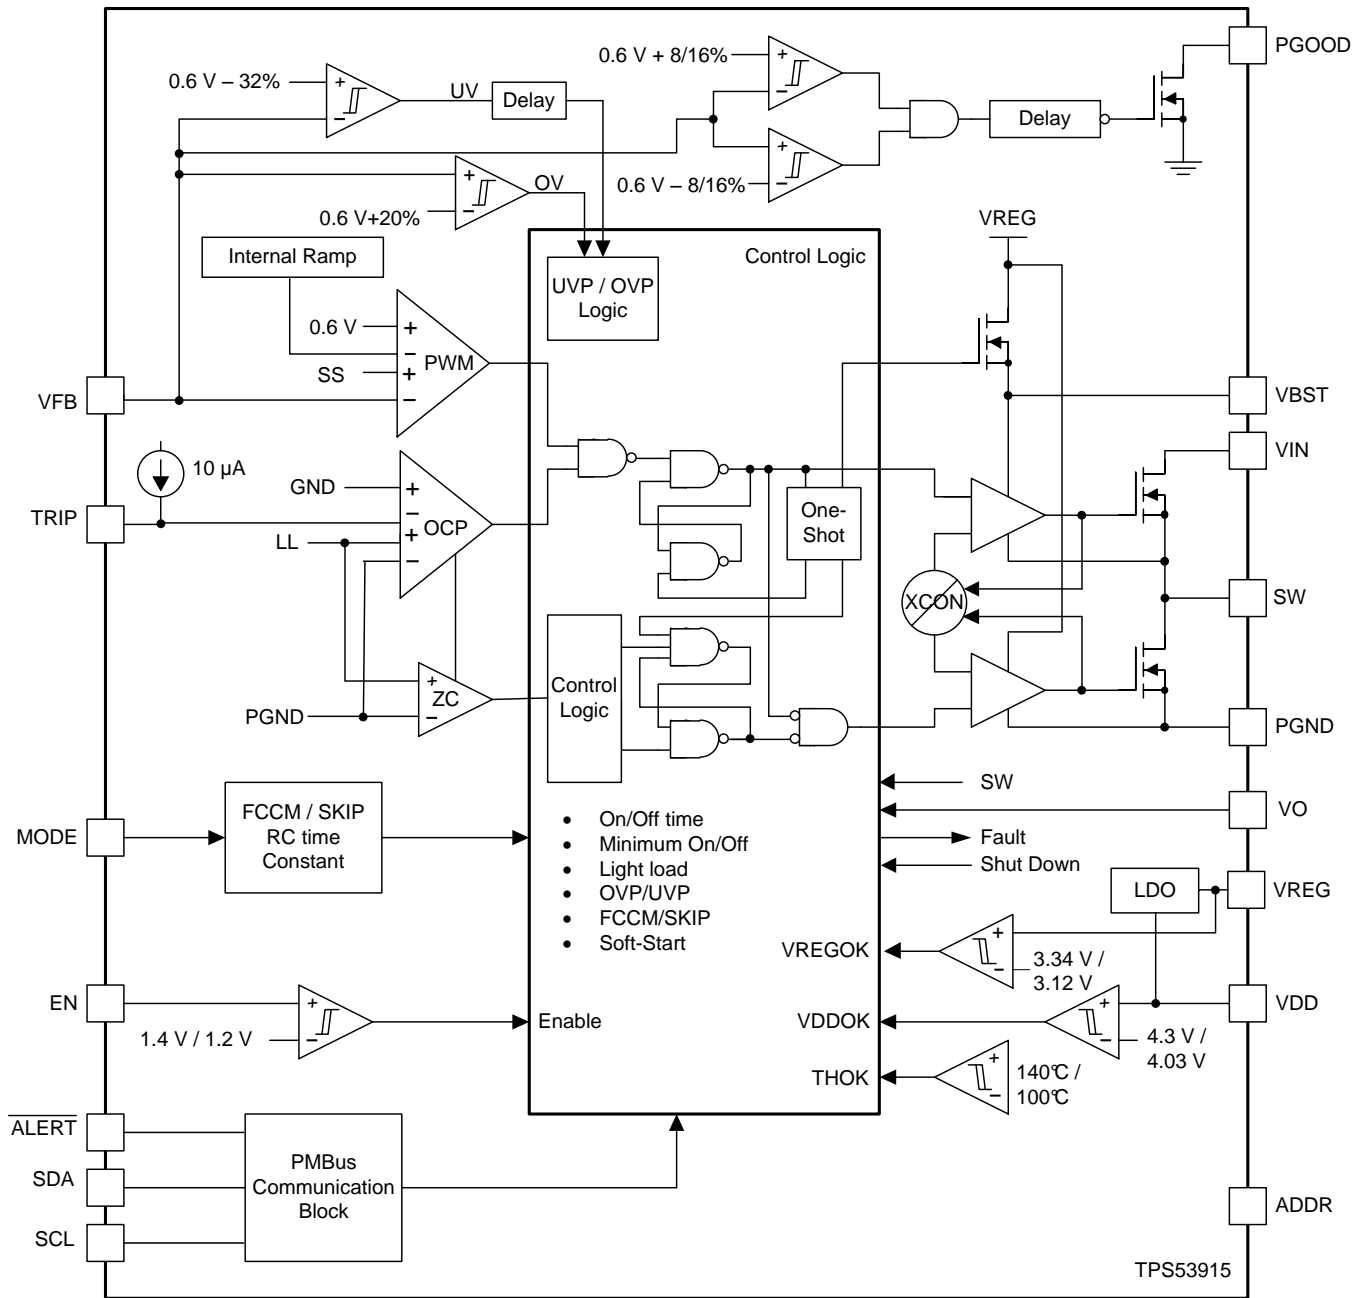 PGOOD
0.6 V + 8/16%
0.6 V – 32%
UV
Delay
Delay
OV
0.6 V – 8/16%
0.6 V+20%
VREG
Internal Ramp
Control Logic
UVP / OVP
Logic
0.6 V
PWM
SS
VFB
VBST
VIN
10 µA
GND
TRIP
OCP
One-
Shot
LL
XCON
SW
Control
Logic
ZC
PGND
PGND
SW
FCCM / SKIP
RC time
Constant
MODE
VO
• On/Off time
• Minimum On/Off
• Light load
• OVP/UVP
• FCCM/SKIP
• Soft-Start
Fault
Shut Down
LDO
VREG
VREGOK
3.34 V /
3.12 V
EN
1.4 V / 1.2 V
Enable
VDDOK
VDD
4.3 V /
4.03 V
THOK
140°C /
100°C
ALERT
SDA
SCL
PMBus
Communication
Block
ADDR
TPS53915